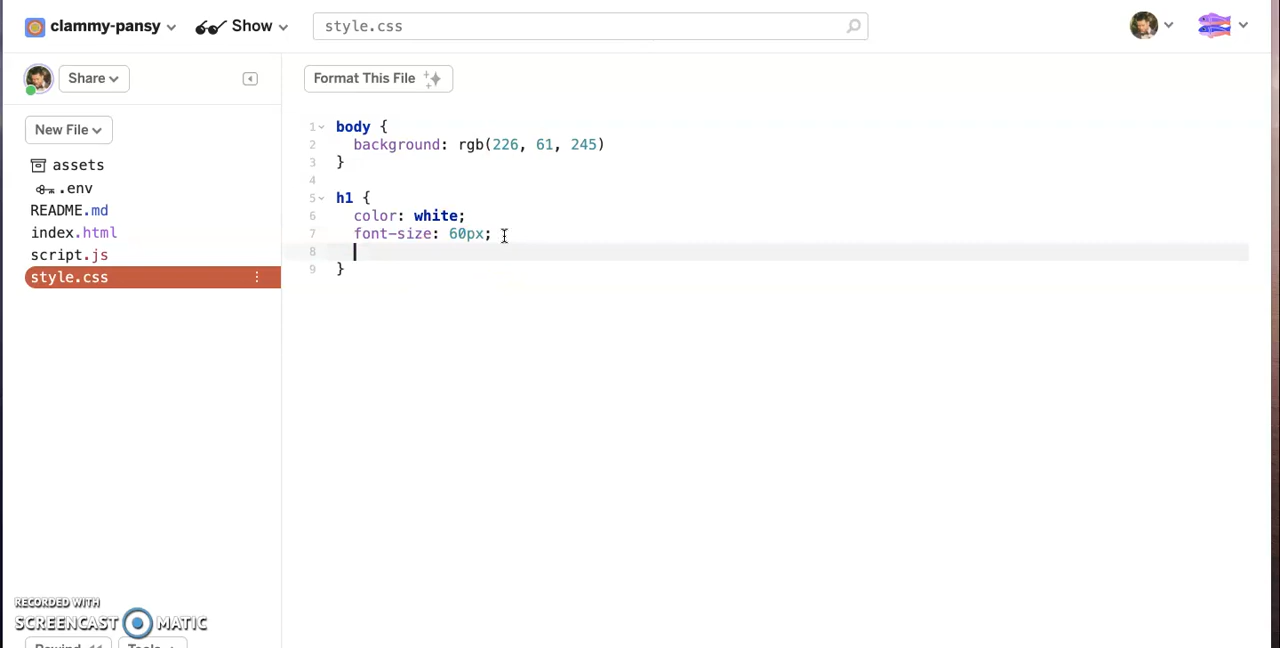 clammy-pansy
Show
style.css
Share
Format This File
New File
assets
.env
README.md
index.html
script.js
style.css
1 body {
2 background: rgb(226, 61, 245)
3 }
4
5 h1 {
6 color: white;
7 font-size: 60px;
8
9 }
RECORDED WITH
SCREENCAST MATIC
Rewind
Tools